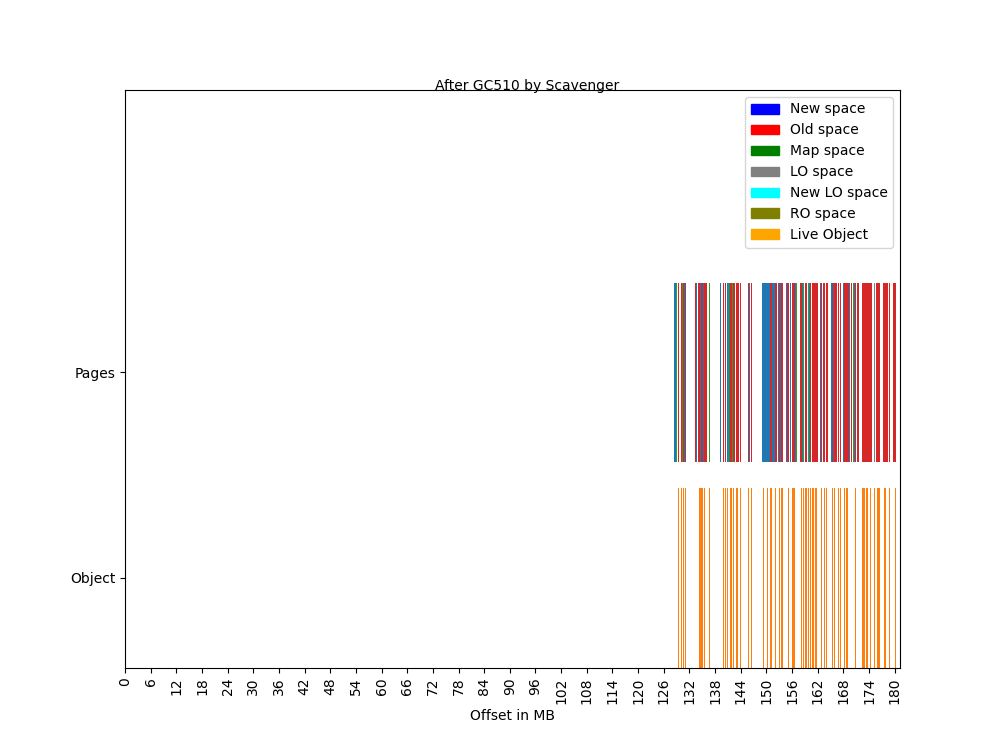 After GC510 by Scavenger
New space
Old space
Map space
LO space
New LO space
RO space
Live Object
Pages
Object
0 6 12 18 24 30 36 42 48 54 60 66 72 78 84 90 96 102 108 114 120 126 132 138 144 150 156 162 168 174 180
Offset in MB